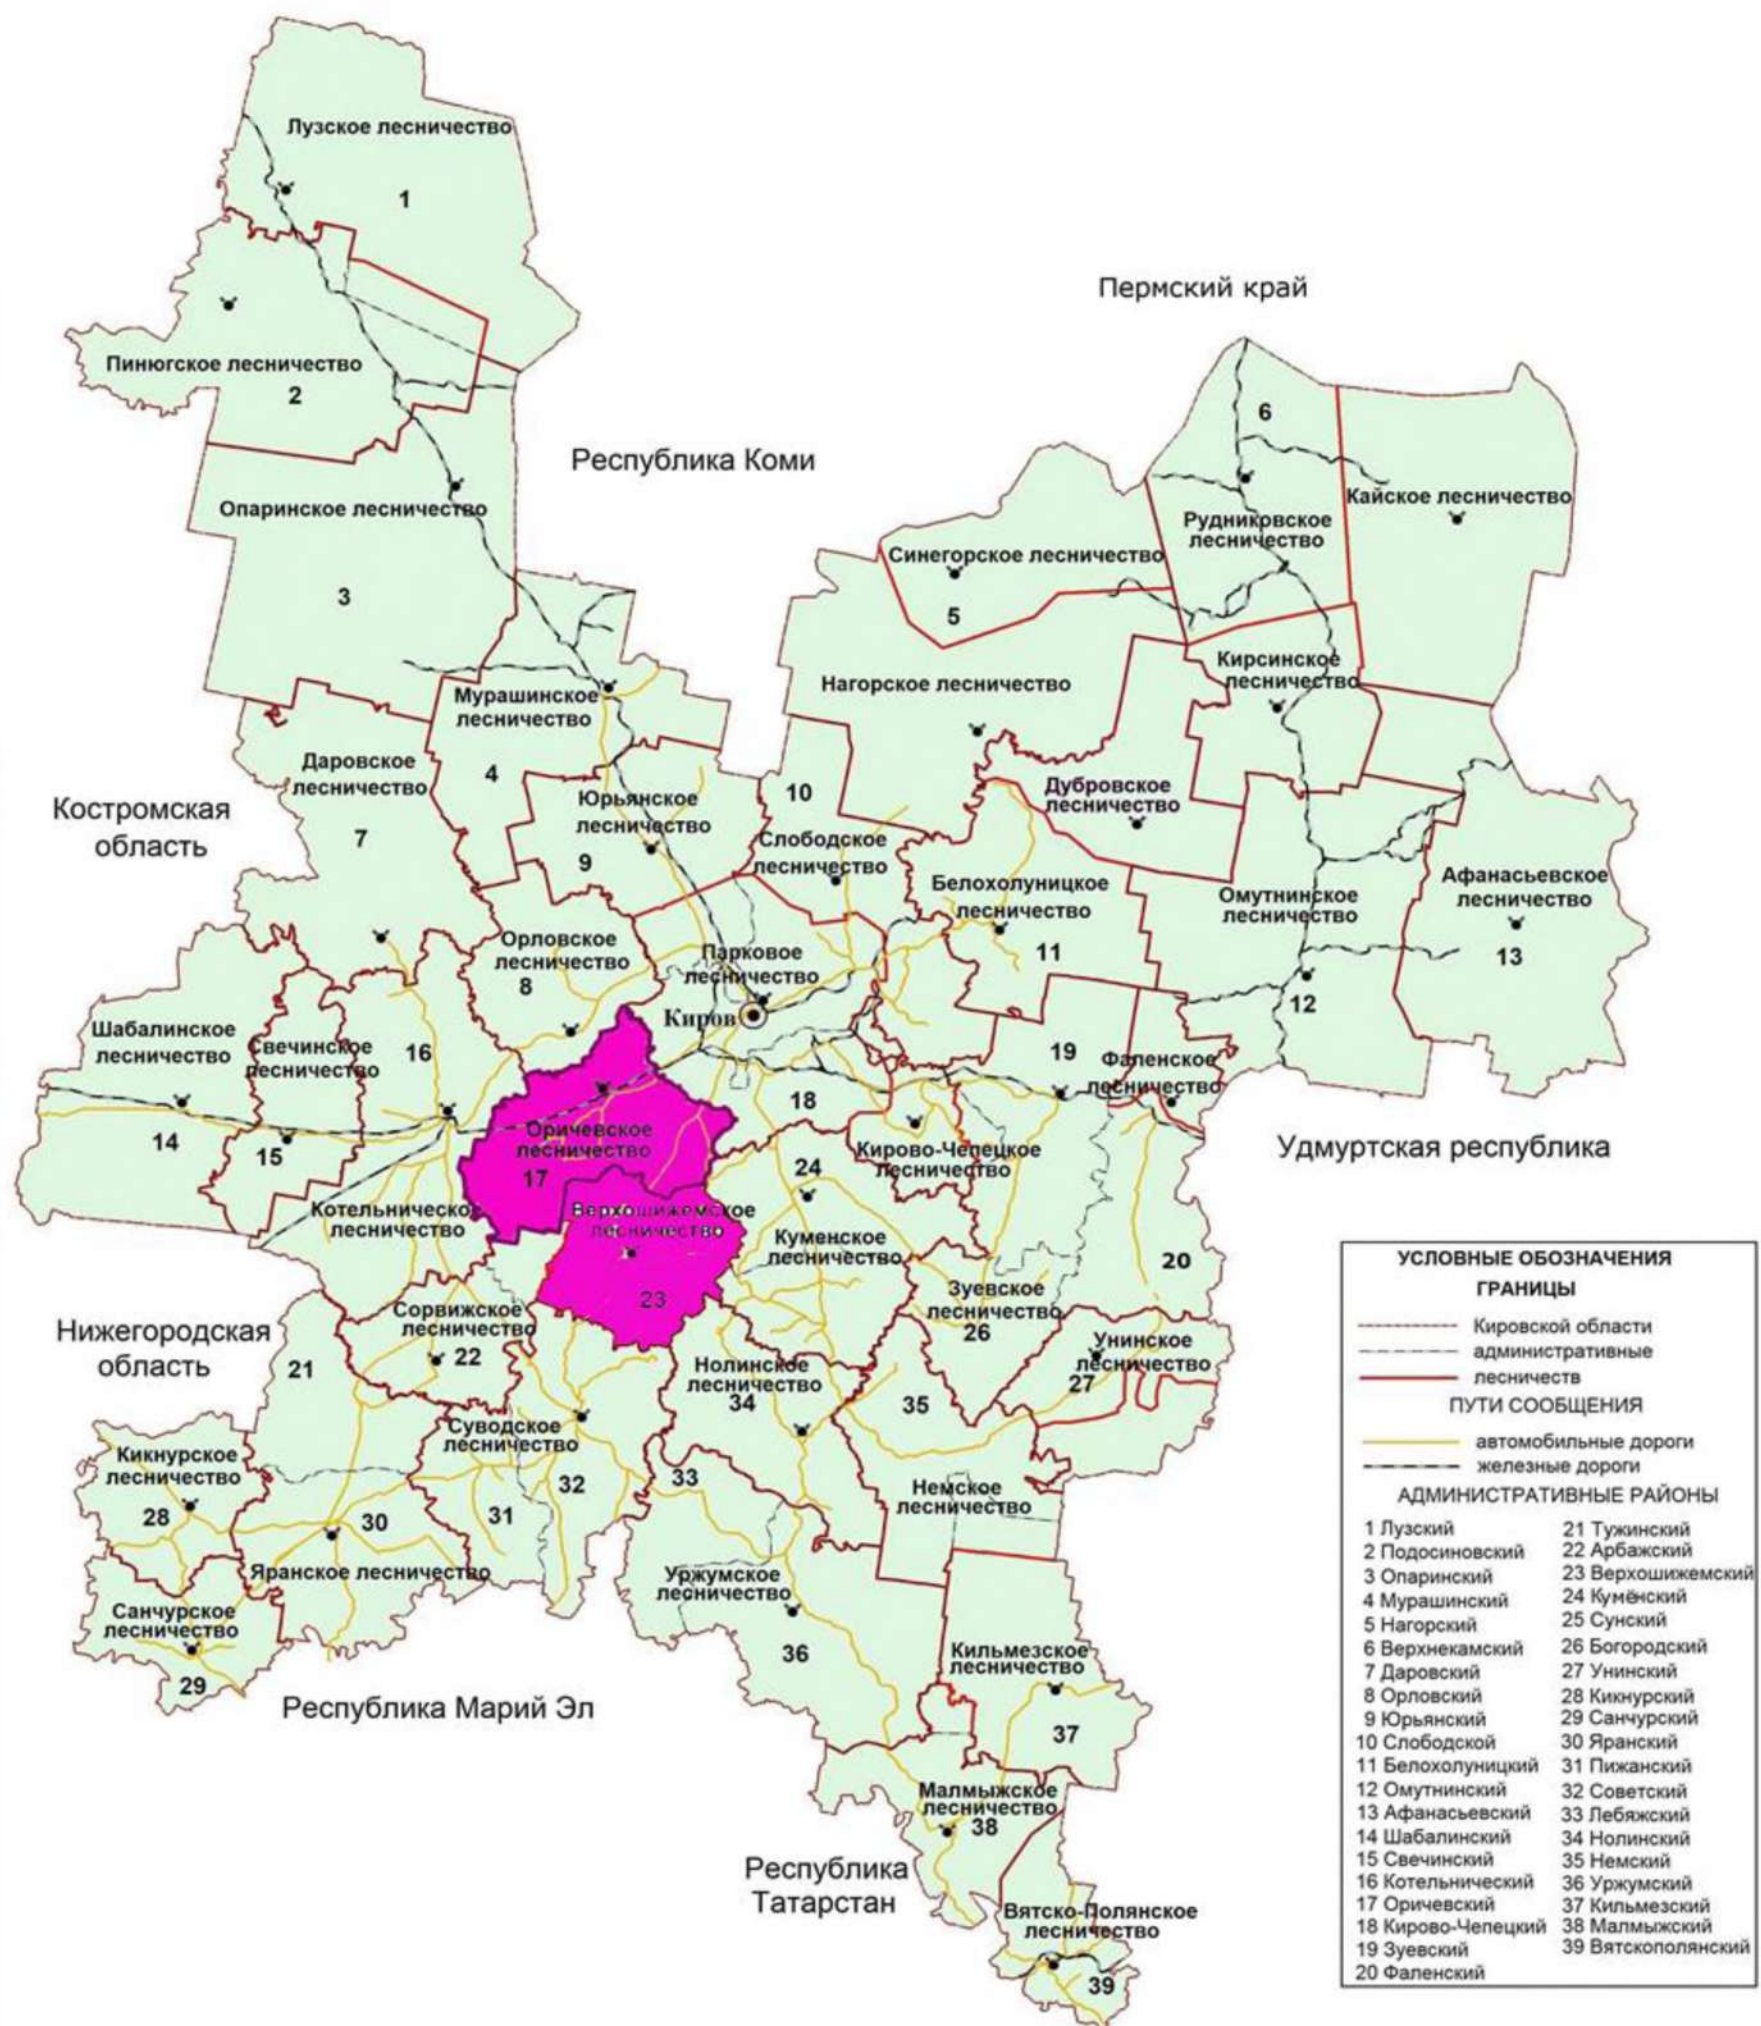 Лузское лесничество
1
Пермский край
Пинюгское лесничество
2
6
Республика Коми
Кайское лесничество
Опаринское лесничество
Рудниковское
лесничество
Синегорское лесничество
3
5
Кирсинское
лесничество
Нагорское лесничество
Мурашинское
лесничество
Даровское
лесничество
4
10
Дубровское
лесничество
Юрьянское
лесничество
Костромская
область
7
9
Слободское
лесничество
Белохолуницкое
лесничество
Омутнинское
лесничество
Афанасьевское
лесничество
Орловское
лесничество
8
Парковое
лесничество
11
13
12
Киров
Шабалинское
лесничество
Свечинское
лесничество
16
19
Фаленское
лесничество
18
14
15
Оричевское
лесничество
17
24
Кирово-Чепецкое
лесничество
Удмуртская республика
Котельническое
лесничество
Верхошижемское
лесничество
Куменское
лесничество
20
23
Зуевское
лесничество
26
Сорвижское
лесничество
22
Нижегородская
область
21
Унинское
лесничество
27
Нолинское
лесничество
34
35
Суводское
лесничество
Кикнурское
лесничество
28
33
32
31
30
Немское
лесничество
Яранское лесничество
Уржумское
лесничество
Санчурское
лесничество
29
36
Кильмезское
лесничество
37
Республика Марий Эл
Малмыжское
лесничество
38
Республика
Татарстан
Вятско-Полянское
лесничество
39
УСЛОВНЫЕ ОБОЗНАЧЕНИЯ
ГРАНИЦЫ
Кировской области
административные
лесничеств
ПУТИ СООБЩЕНИЯ
автомобильные дороги
железные дороги
АДМИНИСТРАТИВНЫЕ РАЙОНЫ
1 Лузский
2 Подосиновский
3 Опаринский
4 Мурашинский
5 Нагорский
6 Верхнекамский
7 Даровский
8 Орловский
9 Юрьянский
10 Слободской
11 Белохолуницкий
12 Омутнинский
13 Афанасьевский
14 Шабалинский
15 Свечинский
16 Котельнический
17 Оричевский
18 Кирово-Чепецкий
19 Зуевский
20 Фаленский
21 Тужинский
22 Арбажский
23 Верхошижемский
24 Кумёнский
25 Сунский
26 Богородский
27 Унинский
28 Кикнурский
29 Санчурский
30 Яранский
31 Пижанский
32 Советский
33 Лебяжский
34 Нолинский
35 Немский
36 Уржумский
37 Кильмезский
38 Малмыжский
39 Вятскополянский